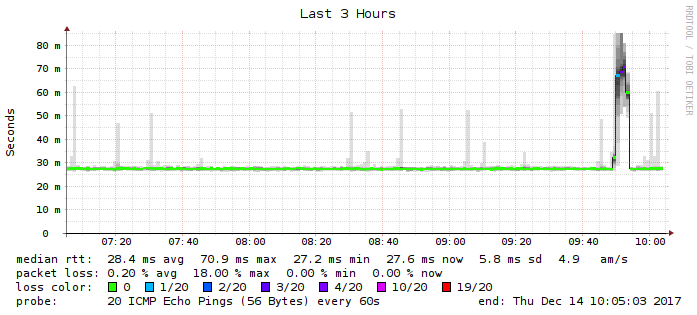 Last 3 Hours
RRDTOOL / TOBI OETIKER
Seconds
80 m
70 m
60 m
50 m
40 m
30 m
20 m
10 m
0
07:20 07:40 08:00 08:20 08:40 09:00 09:20 09:40 10:00
median rtt: 28.4 ms avg 70.9 ms max 27.2 ms min 27.6 ms now 5.8 ms sd 4.9 am/s
packet loss: 0.20 % avg 18.00 % max 0.00 % min 0.00 % now
loss color: 0 1/20 2/20 3/20 4/20 10/20 19/20
probe: 20 ICMP Echo Pings (56 Bytes) every 60s end: Thu Dec 14 10:05:03 2017